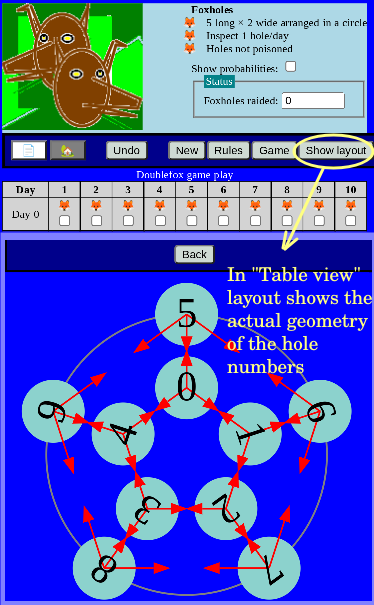 Foxholes
5 long × 2 wide arranged in a circle
Inspect 1 hole/day
Holes not poisoned
Show probabilities:
Status
Foxholes raided: 0
Undo New Rules Game Show layout
Doublefox game play
Day 1 2 3 4 5 6 7 8 9 10
Day 0
Back
In "Table view"
layout shows the
actual geometry
of the hole
numbers
5
0
9 4 1 6
3 2
8 7